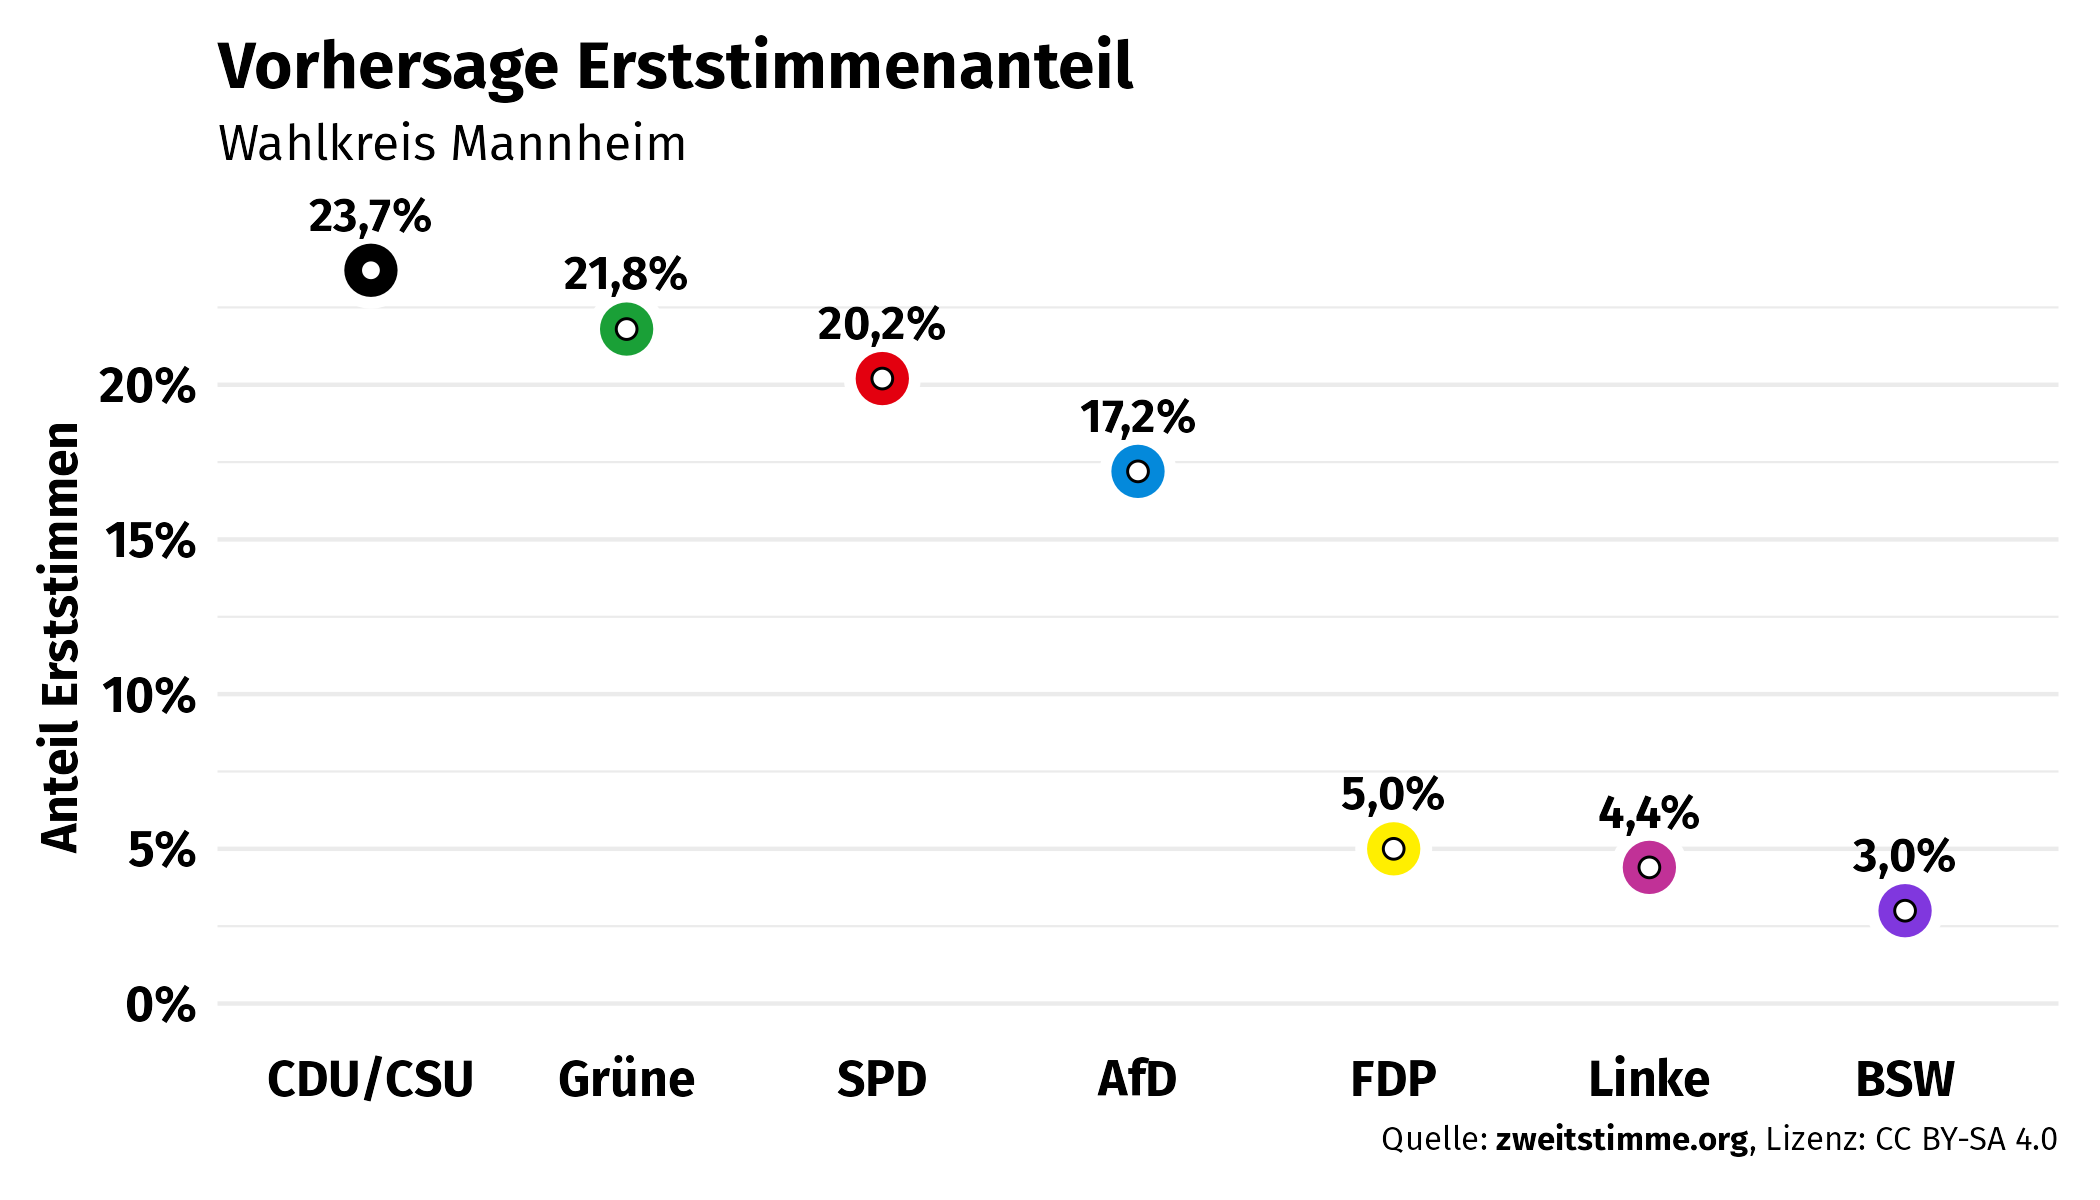 Vorhersage Erststimmenanteil
Wahlkreis Mannheim
23,7%
21,8%
20,2%
17,2%
5,0%
4,4%
3,0%
Anteil Erststimmen
20%
15%
10%
5%
0%
CDU/CSU Grüne SPD AfD FDP Linke BSW
Quelle: zweitstimme.org, Lizenz: CC BY-SA 4.0